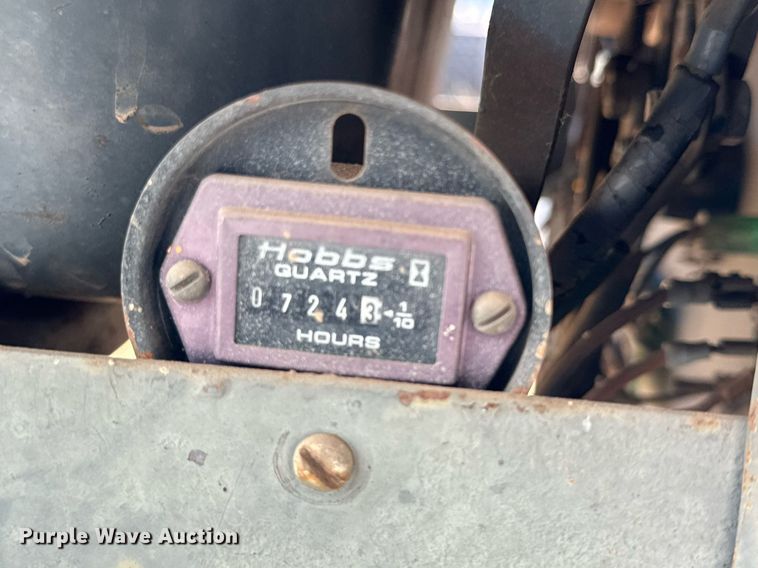 Hobbs
QUARTZ
0 7 2 4 3 1/10
HOURS
Purple Wave Auction